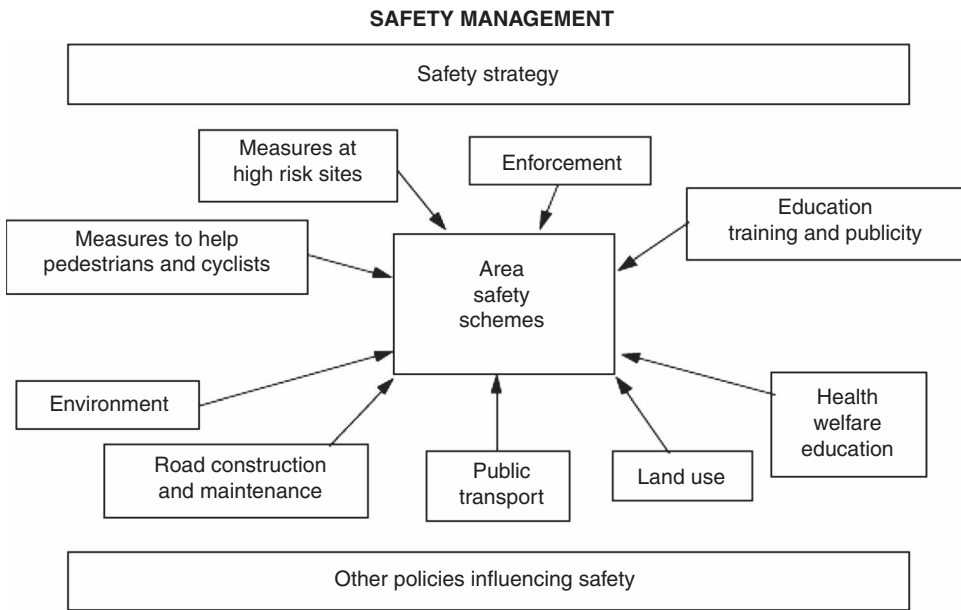 SAFETY MANAGEMENT
Safety strategy
Measures at
high risk sites
Enforcement
Education
training and publicity
Measures to help
pedestrians and cyclists
Area
safety
schemes
Environment
Health
welfare
education
Road construction
and maintenance
Public
transport
Land use
Other policies influencing safety